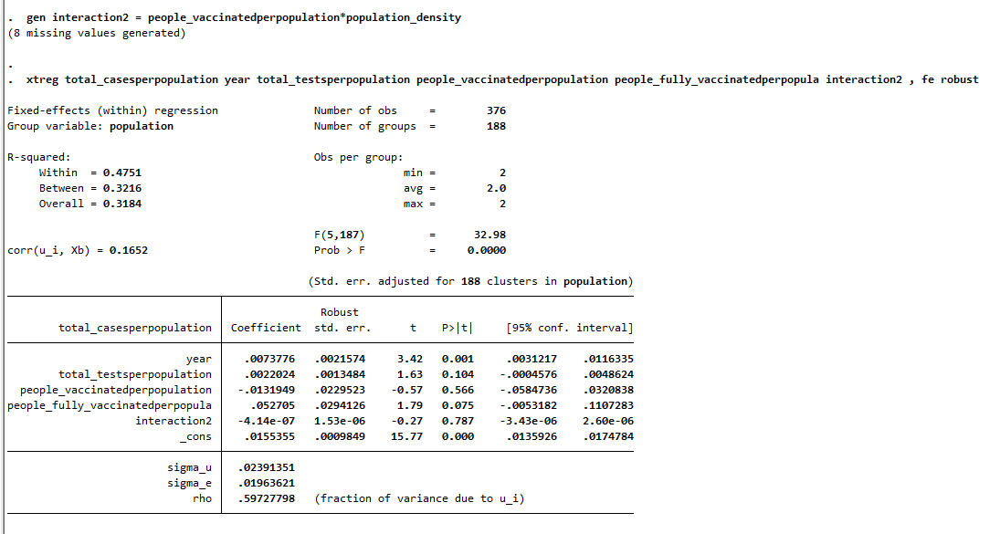 . gen interaction2 = people_vaccinatedperpopulation*population_density
(8 missing values generated)
.
. xtreg total_casesperpopulation year total_testsperpopulation people_vaccinatedperpopulation people_fully_vaccinatedperpopula interaction2 , fe robust
Fixed-effects (within) regression Number of obs = 376
Group variable: population Number of groups = 188
R-squared: Obs per group:
Within = 0.4751 min = 2
Between = 0.3216 avg = 2.0
Overall = 0.3184 max = 2
F(5,187) = 32.98
corr(u_i, Xb) = 0.1652 Prob > F = 0.0000
(Std. err. adjusted for 188 clusters in population)
Robust
total_casesperpopulation Coefficient std. err. t P>|t| [95% conf. interval]
year .0073776 .0021574 3.42 0.001 .0031217 .0116335
total_testsperpopulation .0022024 .0013484 1.63 0.104 -.0004576 .0048624
people_vaccinatedperpopulation -.0131949 .0229523 -0.57 0.566 -.0584736 .0320838
people_fully_vaccinatedperpopula .052705 .0294126 1.79 0.075 -.0053182 .1107283
interaction2 -4.14e-07 1.53e-06 -0.27 0.787 -3.43e-06 2.60e-06
_cons .0155355 .0009849 15.77 0.000 .0135926 .0174784
sigma_u .02391351
sigma_e .01963621
rho .59727798 (fraction of variance due to u_i)